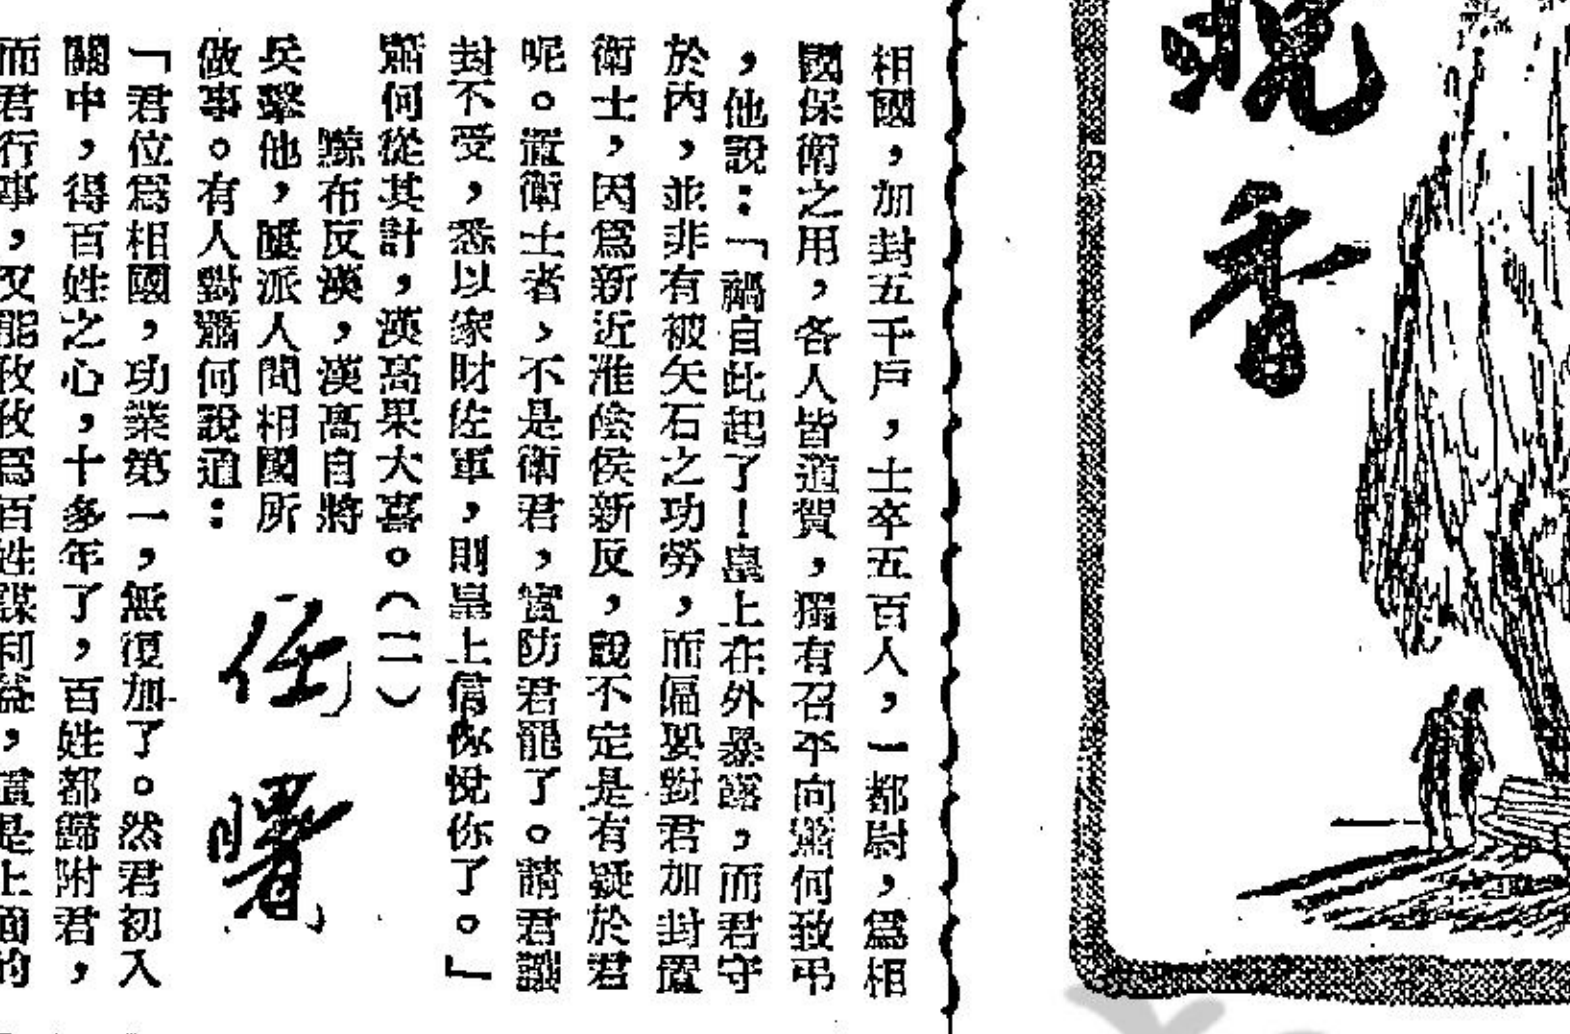 晚
香
相國，加封五千戶，士卒五百人，一都尉，爲相
國保衛之用，各人皆道賀，獨有召平向蕭何致弔
，他說：「禍自此起了！皇上在外暴露，而君守
於內，並非有被矢石之功勞，而偏要對君加封置
衛士，因爲新近淮陰侯新反，說不定是有疑於君
呢。置衛士者，不是衛君，實防君罷了。請君讓
封不受，悉以家財佐軍，則皇上信你悅你了。』
蕭何從其計，漢高果大喜。（二）
黥布反漢，漢高自將
兵擊他，屢派人問相國所
做事。有人對蕭何說道：
任
曙
「君位爲相國，功業第一，無復加了。然君初入
關中，得百姓之心，十多年了，百姓都歸附君，
而君行事，又能孜孜爲百姓謀利益，這是上面的